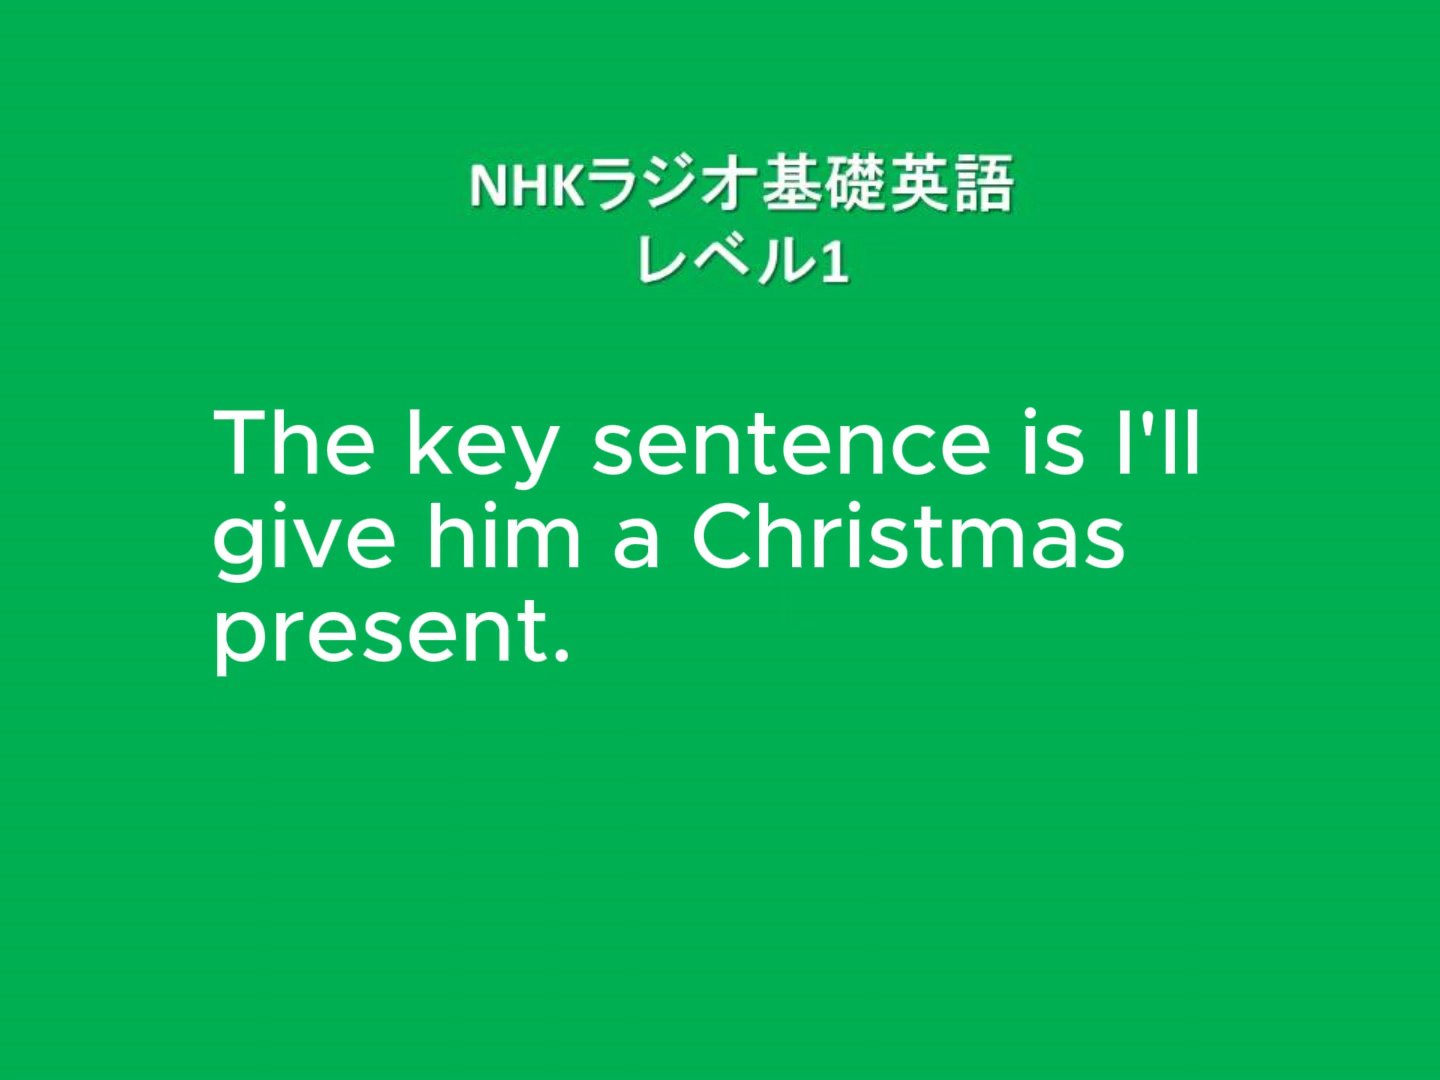 NHKラジオ基礎英語
レベル1
The key sentence is I'll
give him a Christmas
present.